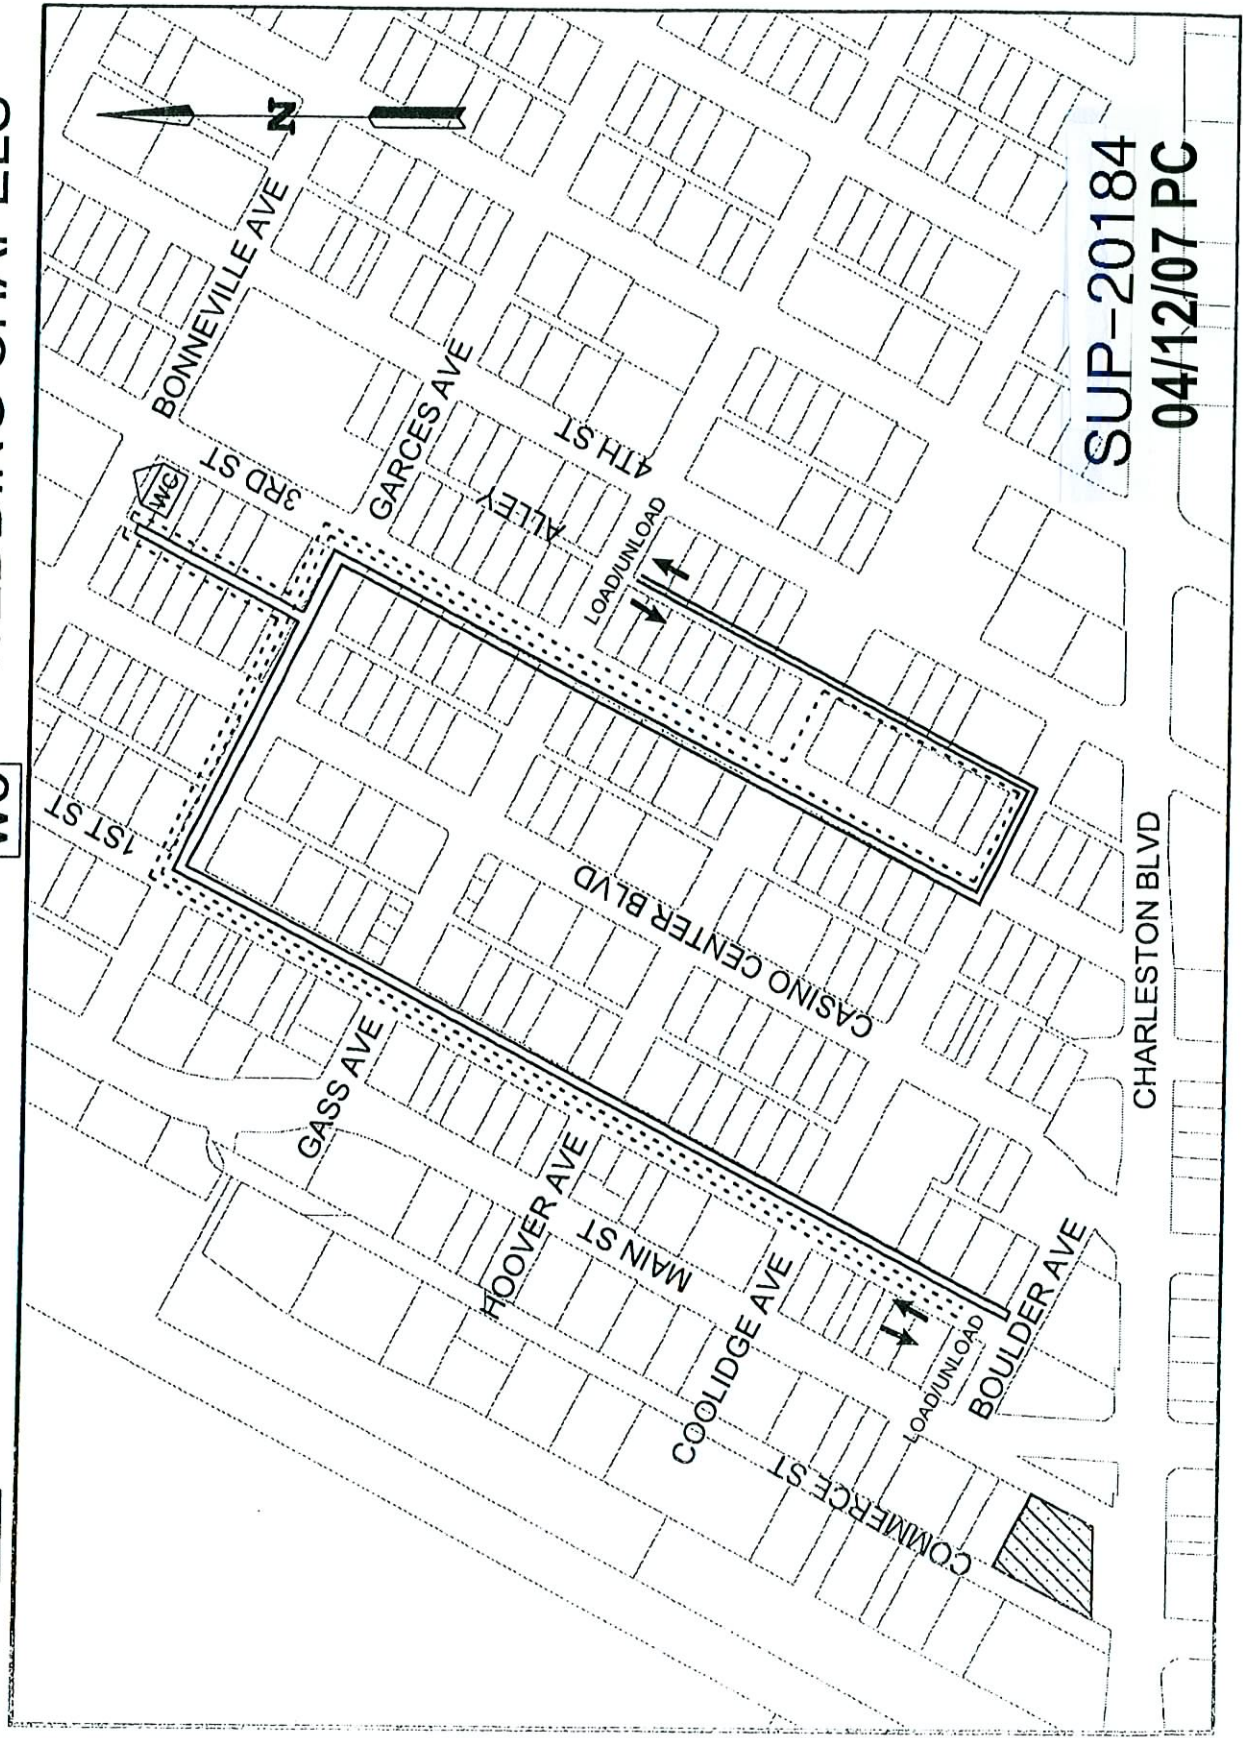 WC
N
BONNEVILLE AVE
WC
3RD ST
GARCES AVE
ALLEY
4TH ST
LOAD/UNLOAD
1ST ST
CASINO CENTER BLVD
GASS AVE
HOOVER AVE
MAIN ST
COOLIDGE AVE
LOAD/UNLOAD
BOULDER AVE
COMMERCE ST
CHARLESTON BLVD
SUP-20184
04/12/07 PC